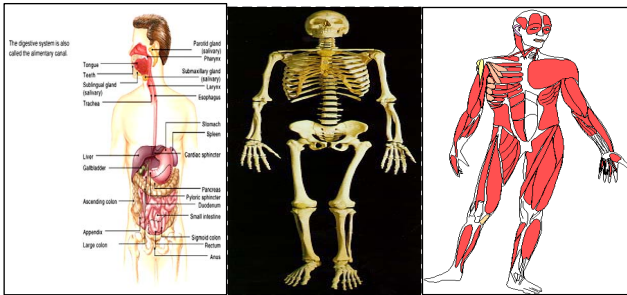 The digestive system is also
called the alimentary canal.
Tongue
Teeth
Sublingual gland
(salivary)
Trachea
Liver
Gallbladder
Ascending colon
Appendix
Large colon
Parotid gland
(salivary)
Pharynx
Submaxillary gland
(salivary)
Larynx
Esophagus
Stomach
Spleen
Cardiac sphincter
Pancreas
Pyloric sphincter
Duodenum
Small intestine
Sigmoid colon
Rectum
Anus